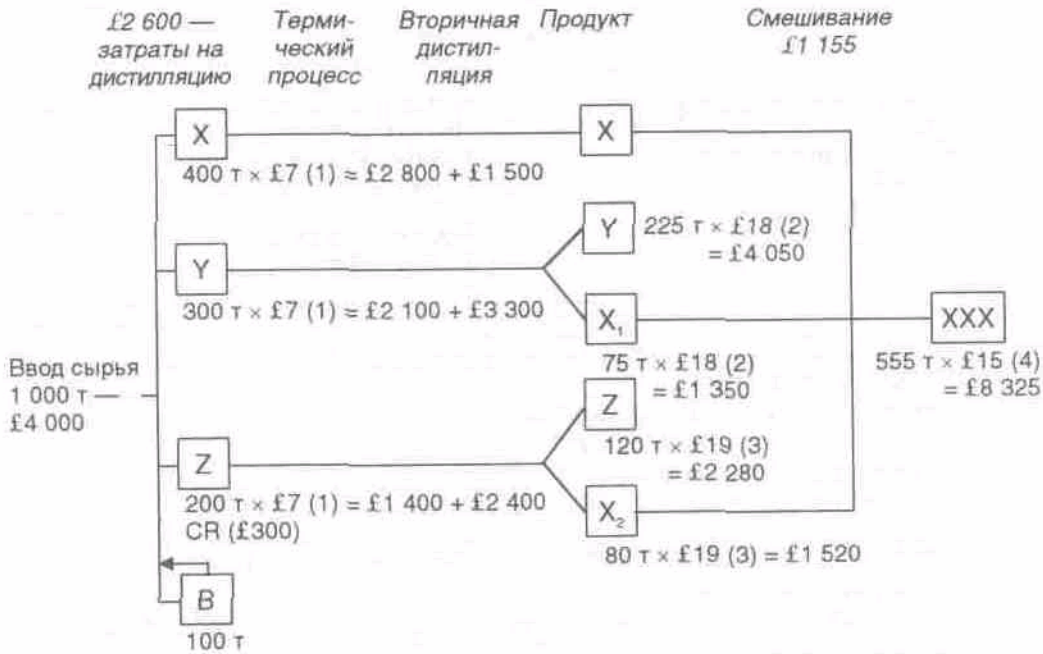 £2 600 —
затраты на
дистилляцию
Терми-
ческий
процесс
Вторичная
дистил-
ляция
Продукт
Смешивание
£1 155
X
X
400 т × £7 (1) ≈ £2 800 + £1 500
Y
225 т × £18 (2)
= £4 050
Y
300 т × £7 (1) ≈ £2 100 + £3 300
X₁
XXX
75 т × £18 (2)
= £1 350
555 т × £15 (4)
= £8 325
Ввод сырья
1 000 т —
£4 000
Z
120 т × £19 (3)
= £2 280
Z
200 т × £7 (1) = £1 400 + £2 400
CR (£300)
X₂
80 т × £19 (3) = £1 520
B
100 т